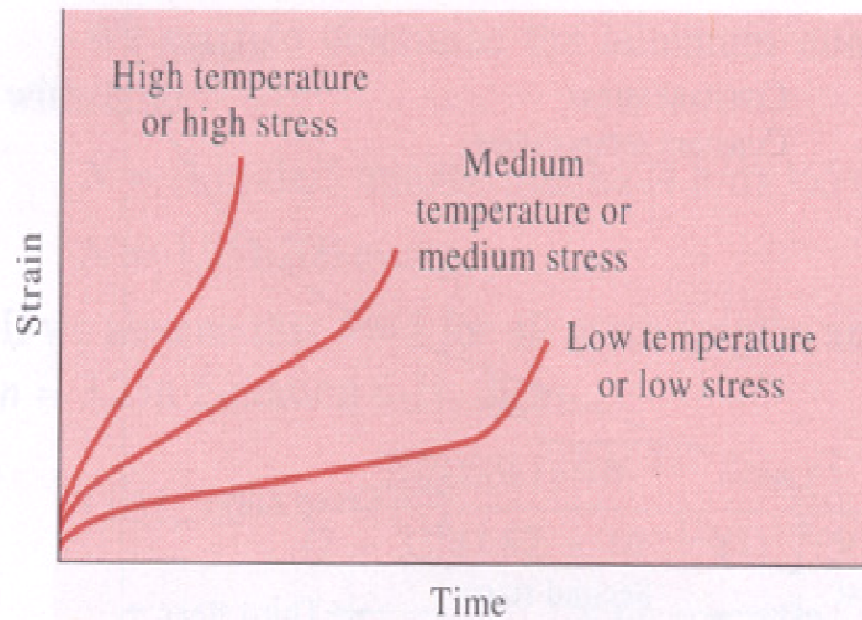 High temperature
or high stress
Medium
temperature or
medium stress
Low temperature
or low stress
Strain
Time